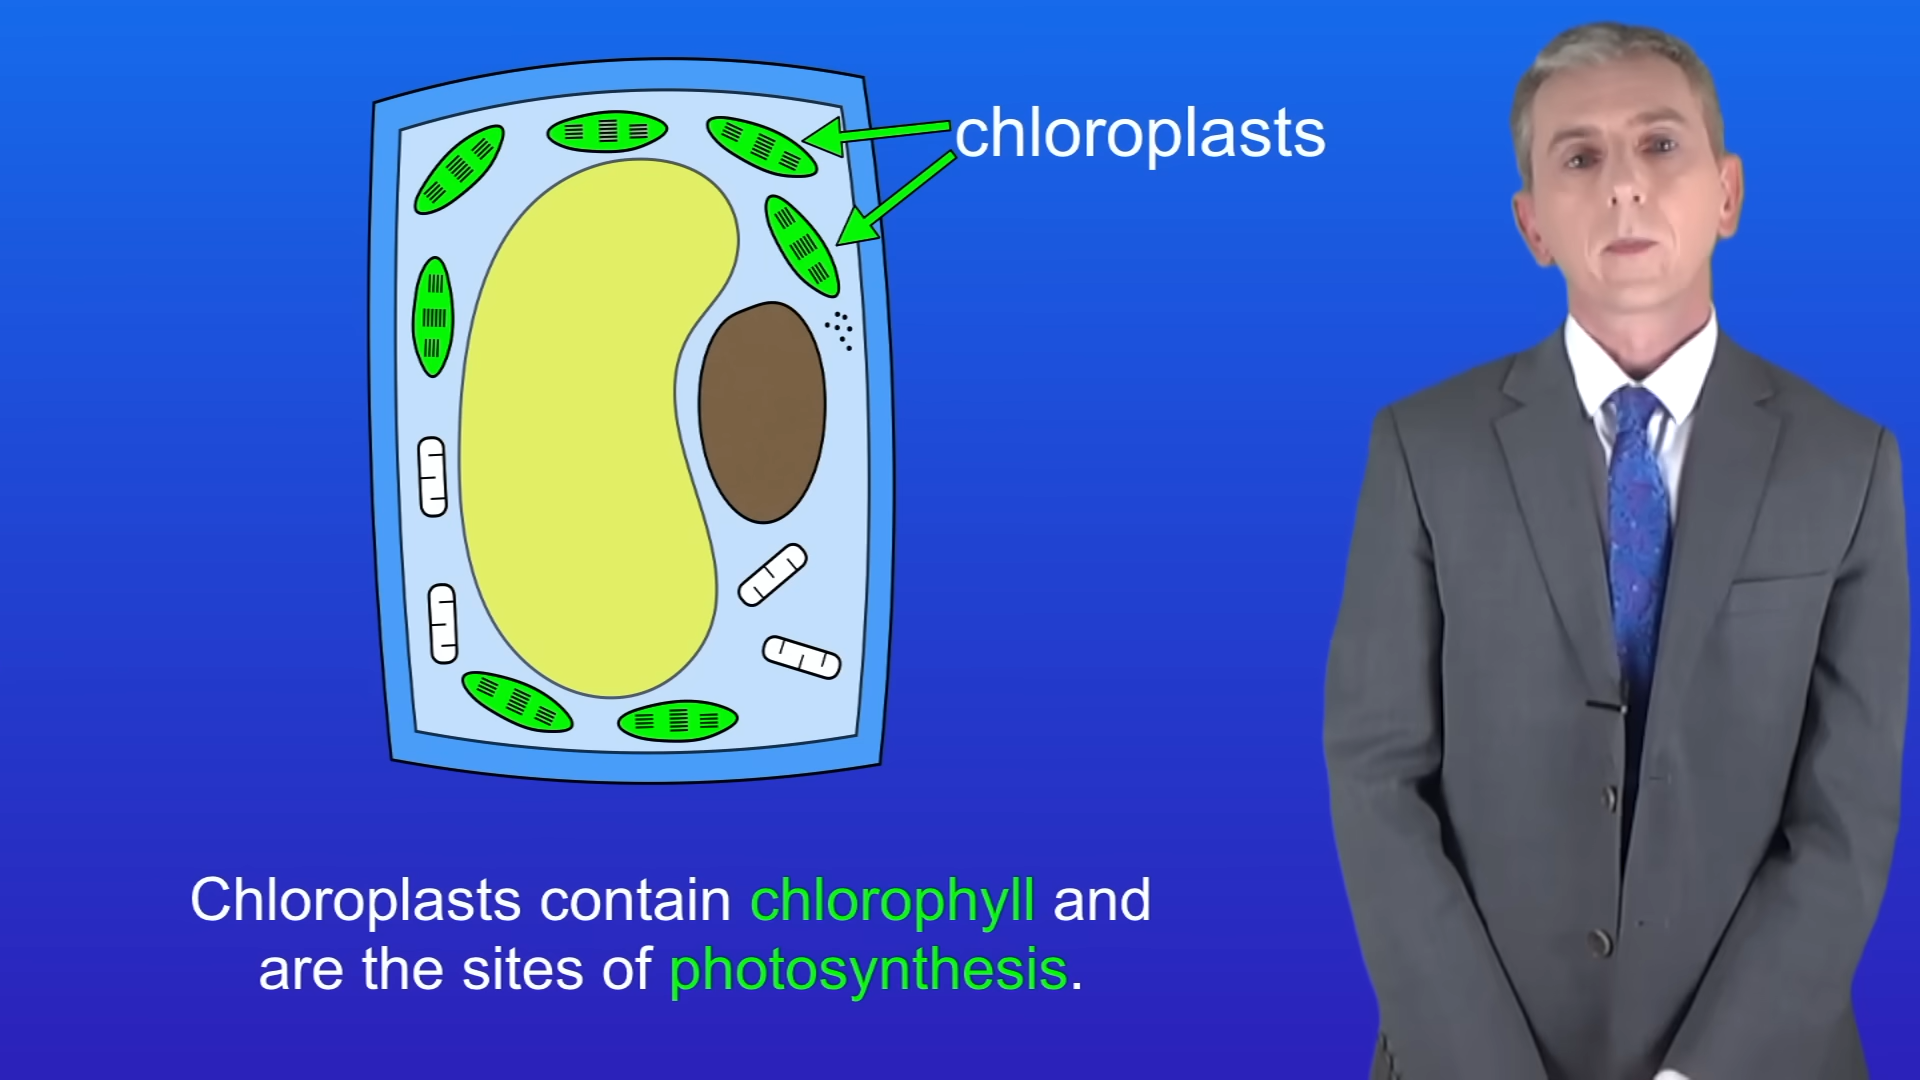 chloroplasts
Chloroplasts contain chlorophyll and
are the sites of photosynthesis.